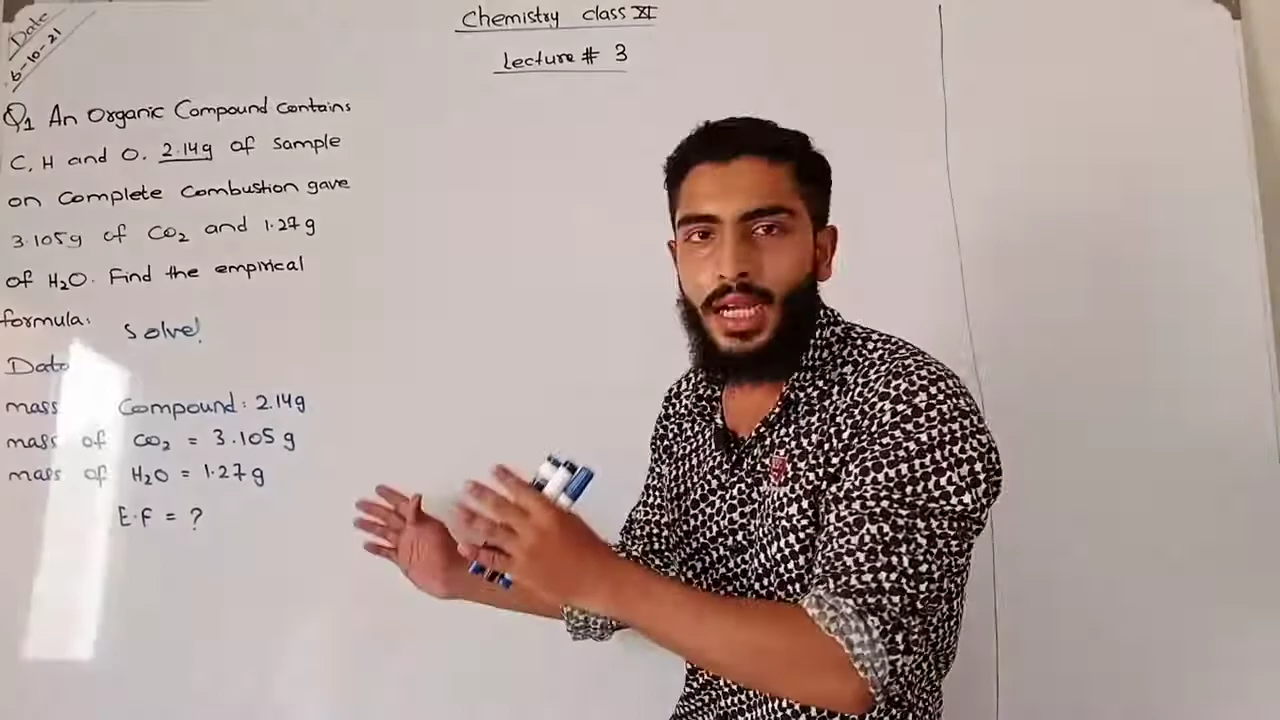 Date
6-10-21
Chemistry class XI
Lecture # 3
Q1 An Organic Compound contains
C, H and O. 2.14g of sample
on complete combustion gave
3.105g of CO₂ and 1.27g
of H₂O. Find the empirical
formula.
Solve!
Data
mass Compound: 2.14g
mass of CO₂ = 3.105 g
mass of H₂O = 1.27g
E.F = ?